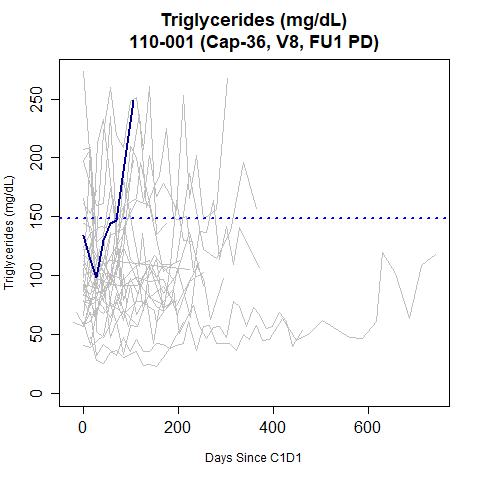 Triglycerides (mg/dL)
110-001 (Cap-36, V8, FU1 PD)
Triglycerides (mg/dL)
250
200
150
100
50
0
0
200
400
600
Days Since C1D1